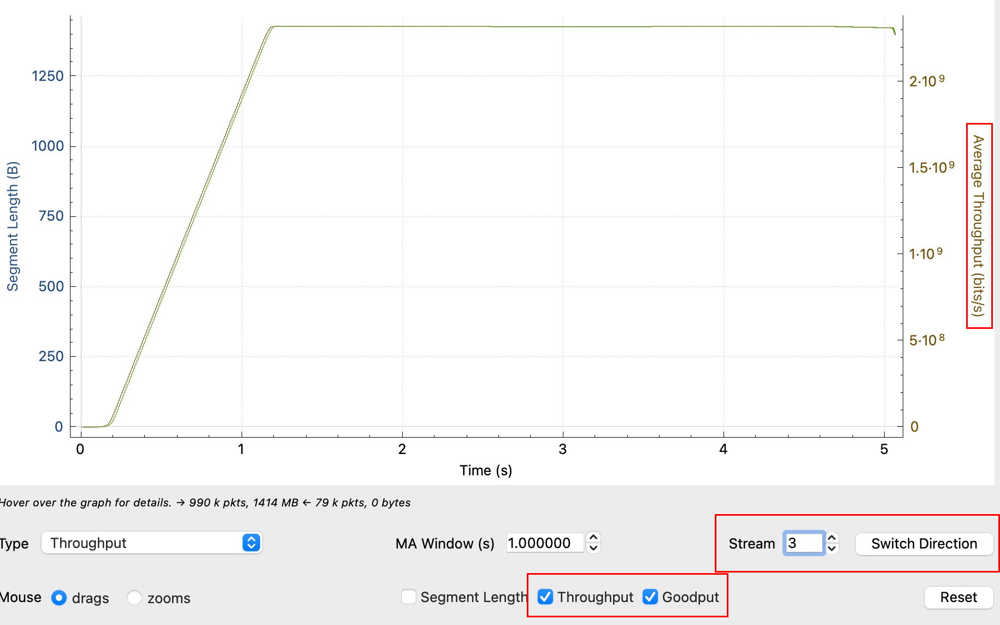 1250
1000
750
500
250
0
Segment Length (B)
2·10⁹
1.5·10⁹
1·10⁹
5·10⁸
0
Average Throughput (bits/s)
0 1 2 3 4 5
Time (s)
Hover over the graph for details. → 990 k pkts, 1414 MB ← 79 k pkts, 0 bytes
Type Throughput MA Window (s) 1.000000 Stream 3 Switch Direction
Mouse drags zooms Segment Length Throughput Goodput Reset